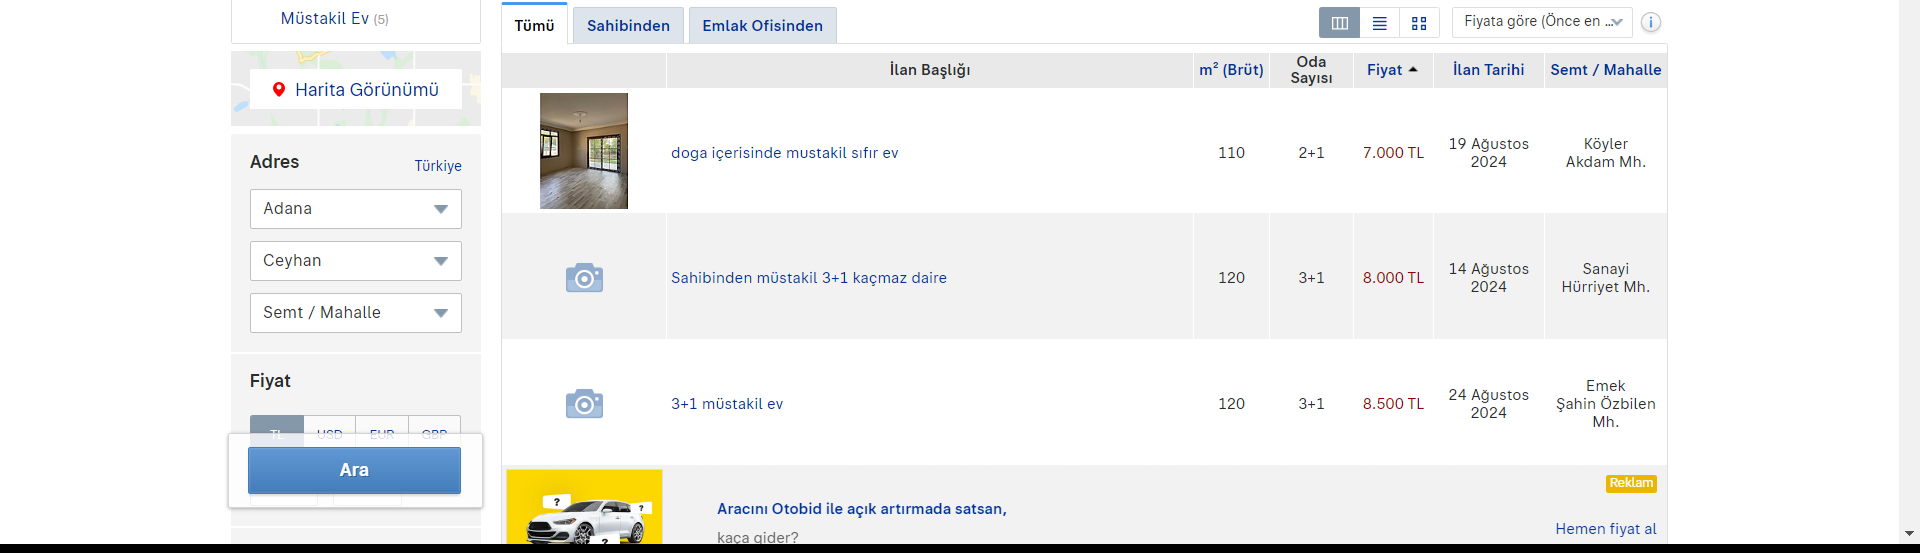 Müstakil Ev (5)
Harita Görünümü
Adres
Türkiye
Adana
Ceyhan
Semt / Mahalle
Fiyat
TL USD EUR GBP
Ara
Tümü Sahibinden Emlak Ofisinden
Fiyata göre (Önce en ...
İlan Başlığı m² (Brüt) Oda Sayısı Fiyat İlan Tarihi Semt / Mahalle
doga içerisinde mustakil sıfır ev 110 2+1 7.000 TL 19 Ağustos 2024 Köyler Akdam Mh.
Sahibinden müstakil 3+1 kaçmaz daire 120 3+1 8.000 TL 14 Ağustos 2024 Sanayi Hürriyet Mh.
3+1 müstakil ev 120 3+1 8.500 TL 24 Ağustos 2024 Emek Şahin Özbilen Mh.
Reklam
? ? ?
Aracını Otobid ile açık artırmada satsan,
kaça gider?
Hemen fiyat al